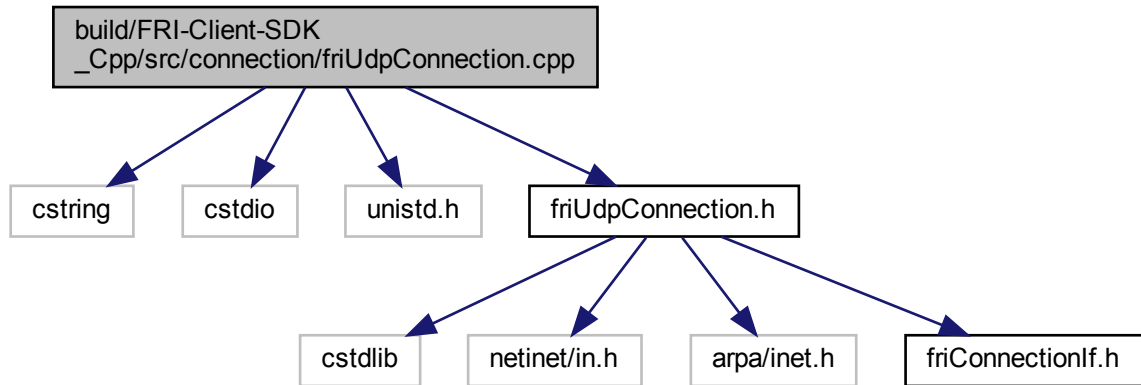 build/FRI-Client-SDK
_Cpp/src/connection/friUdpConnection.cpp
cstring
cstdio
unistd.h
friUdpConnection.h
cstdlib
netinet/in.h
arpa/inet.h
friConnectionIf.h